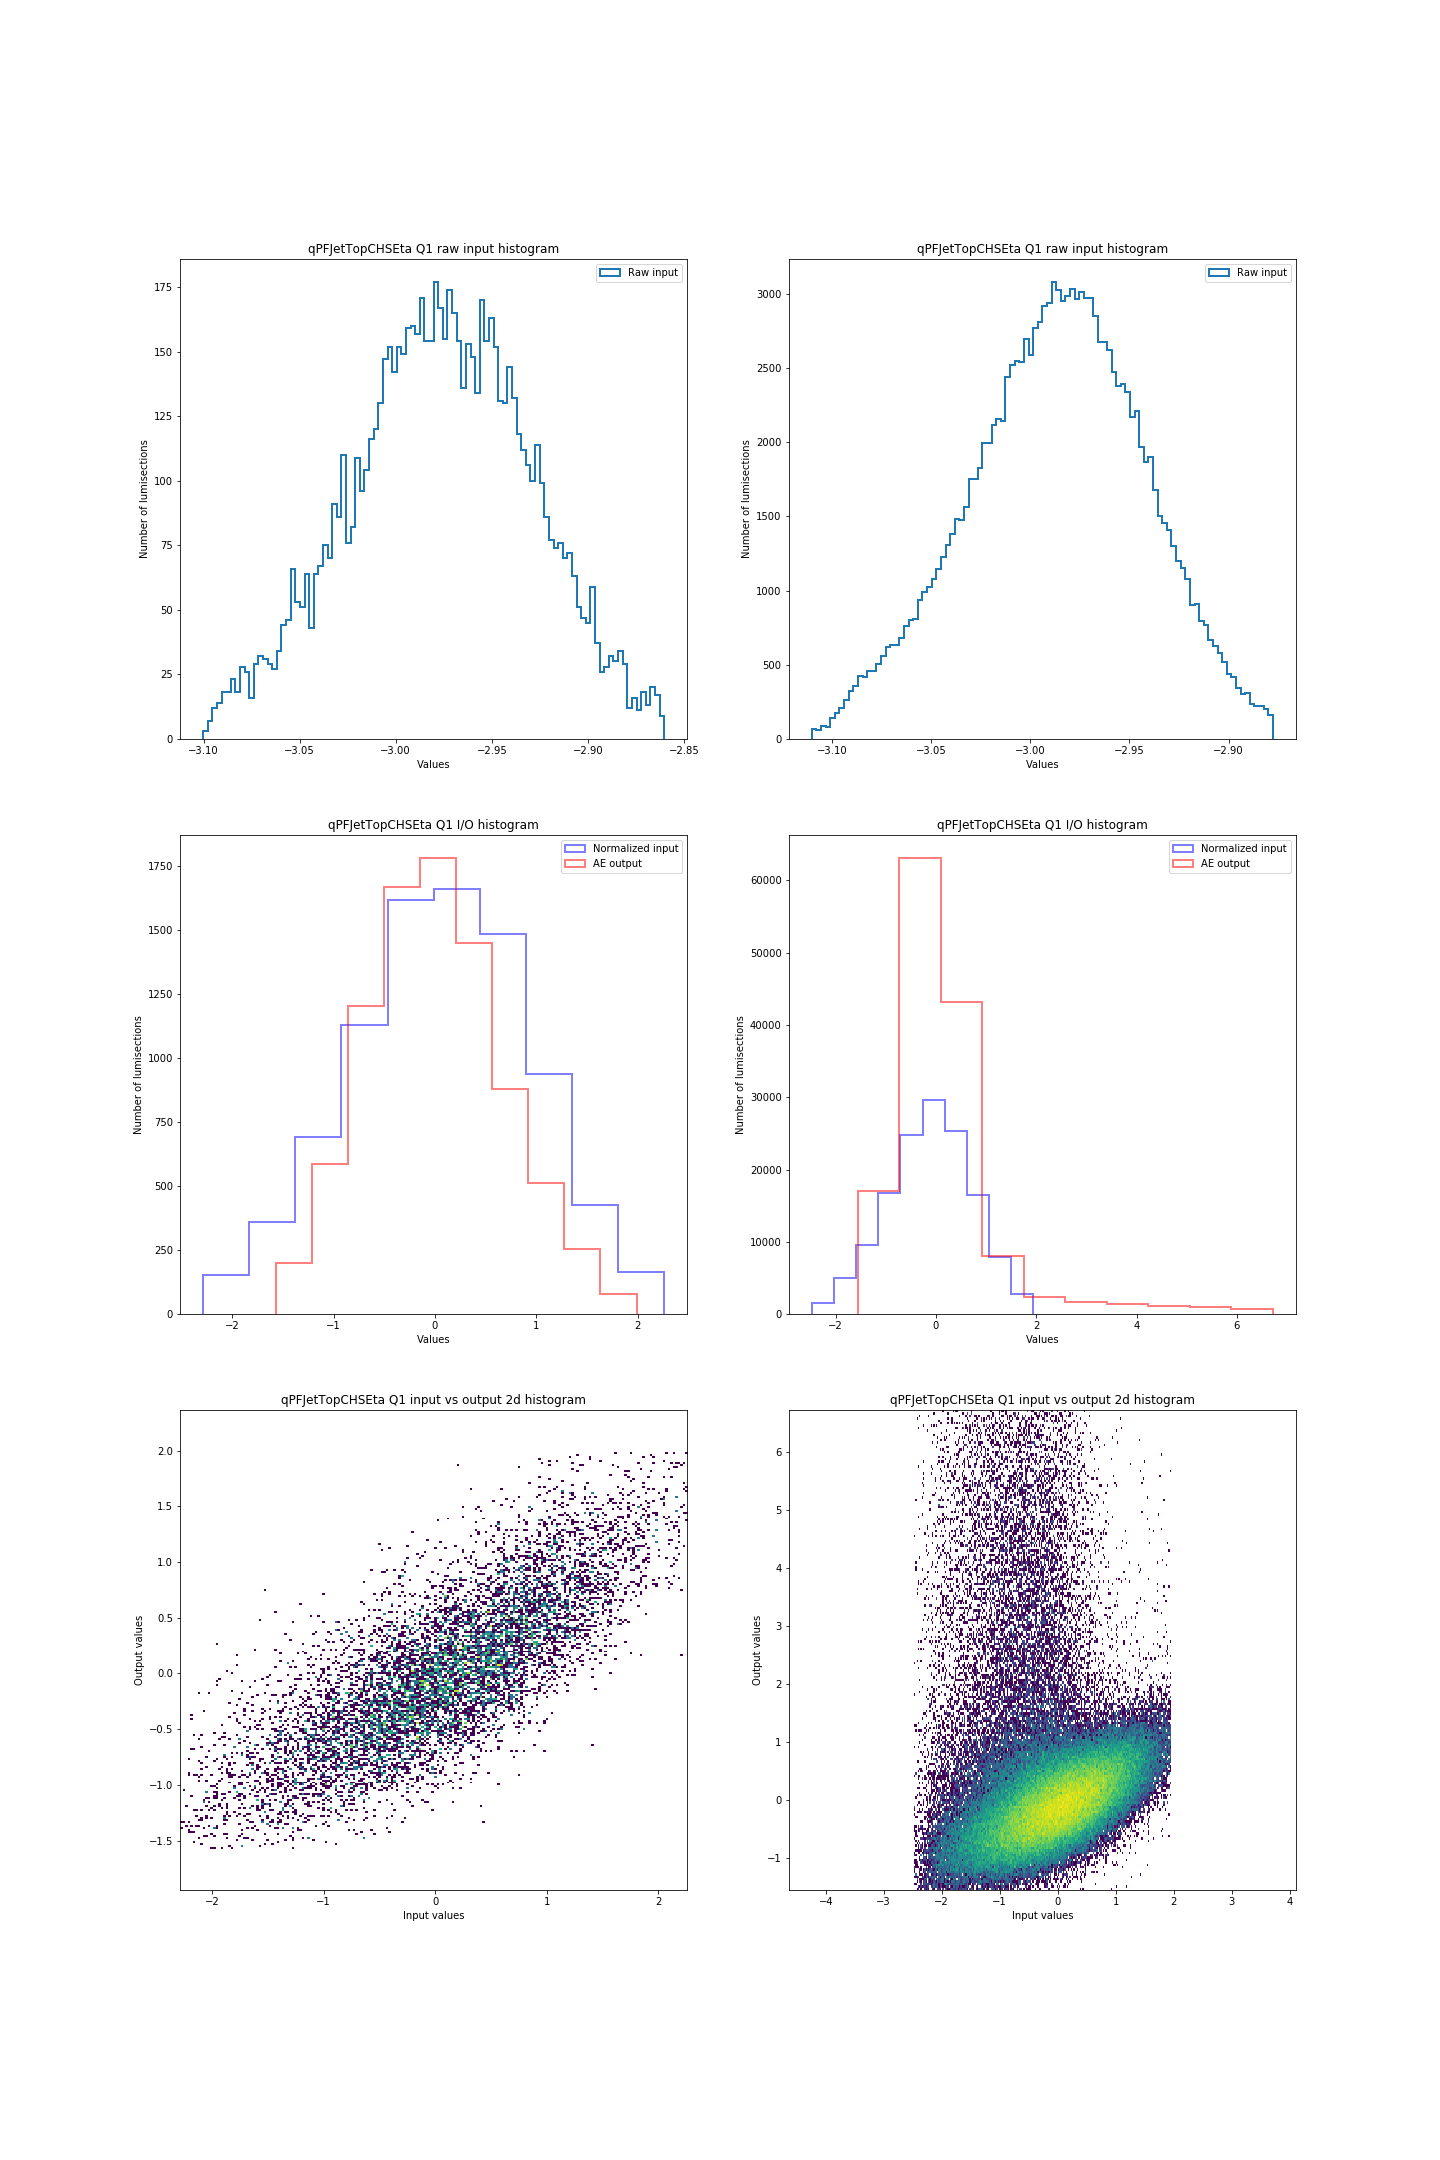 qPFJetTopCHSEta Q1 raw input histogram
Raw input
175
150
125
100
75
50
25
0
Number of lumisections
−3.10 −3.05 −3.00 −2.95 −2.90 −2.85
Values
qPFJetTopCHSEta Q1 raw input histogram
Raw input
3000
2500
2000
1500
1000
500
0
Number of lumisections
−3.10 −3.05 −3.00 −2.95 −2.90
Values
qPFJetTopCHSEta Q1 I/O histogram
Normalized input
AE output
1750
1500
1250
1000
750
500
250
0
Number of lumisections
−2 −1 0 1 2
Values
qPFJetTopCHSEta Q1 I/O histogram
Normalized input
AE output
60000
50000
40000
30000
20000
10000
0
Number of lumisections
−2 0 2 4 6
Values
qPFJetTopCHSEta Q1 input vs output 2d histogram
2.0
1.5
1.0
0.5
0.0
−0.5
−1.0
−1.5
Output values
−2 −1 0 1 2
Input values
qPFJetTopCHSEta Q1 input vs output 2d histogram
6
5
4
3
2
1
0
−1
Output values
−4 −3 −2 −1 0 1 2 3 4
Input values